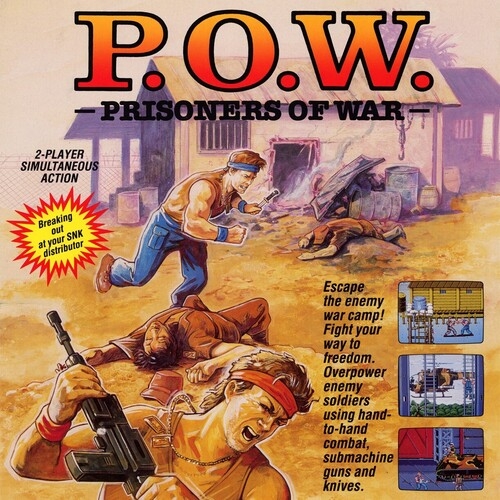 P.O.W.
– PRISONERS OF WAR –
2-PLAYER
SIMULTANEOUS
ACTION
Breaking
out
at your SNK
distributor
Escape
the enemy
war camp!
Fight your
way to
freedom.
Overpower
enemy
soldiers
using hand-
to-hand
combat,
submachine
guns and
knives.